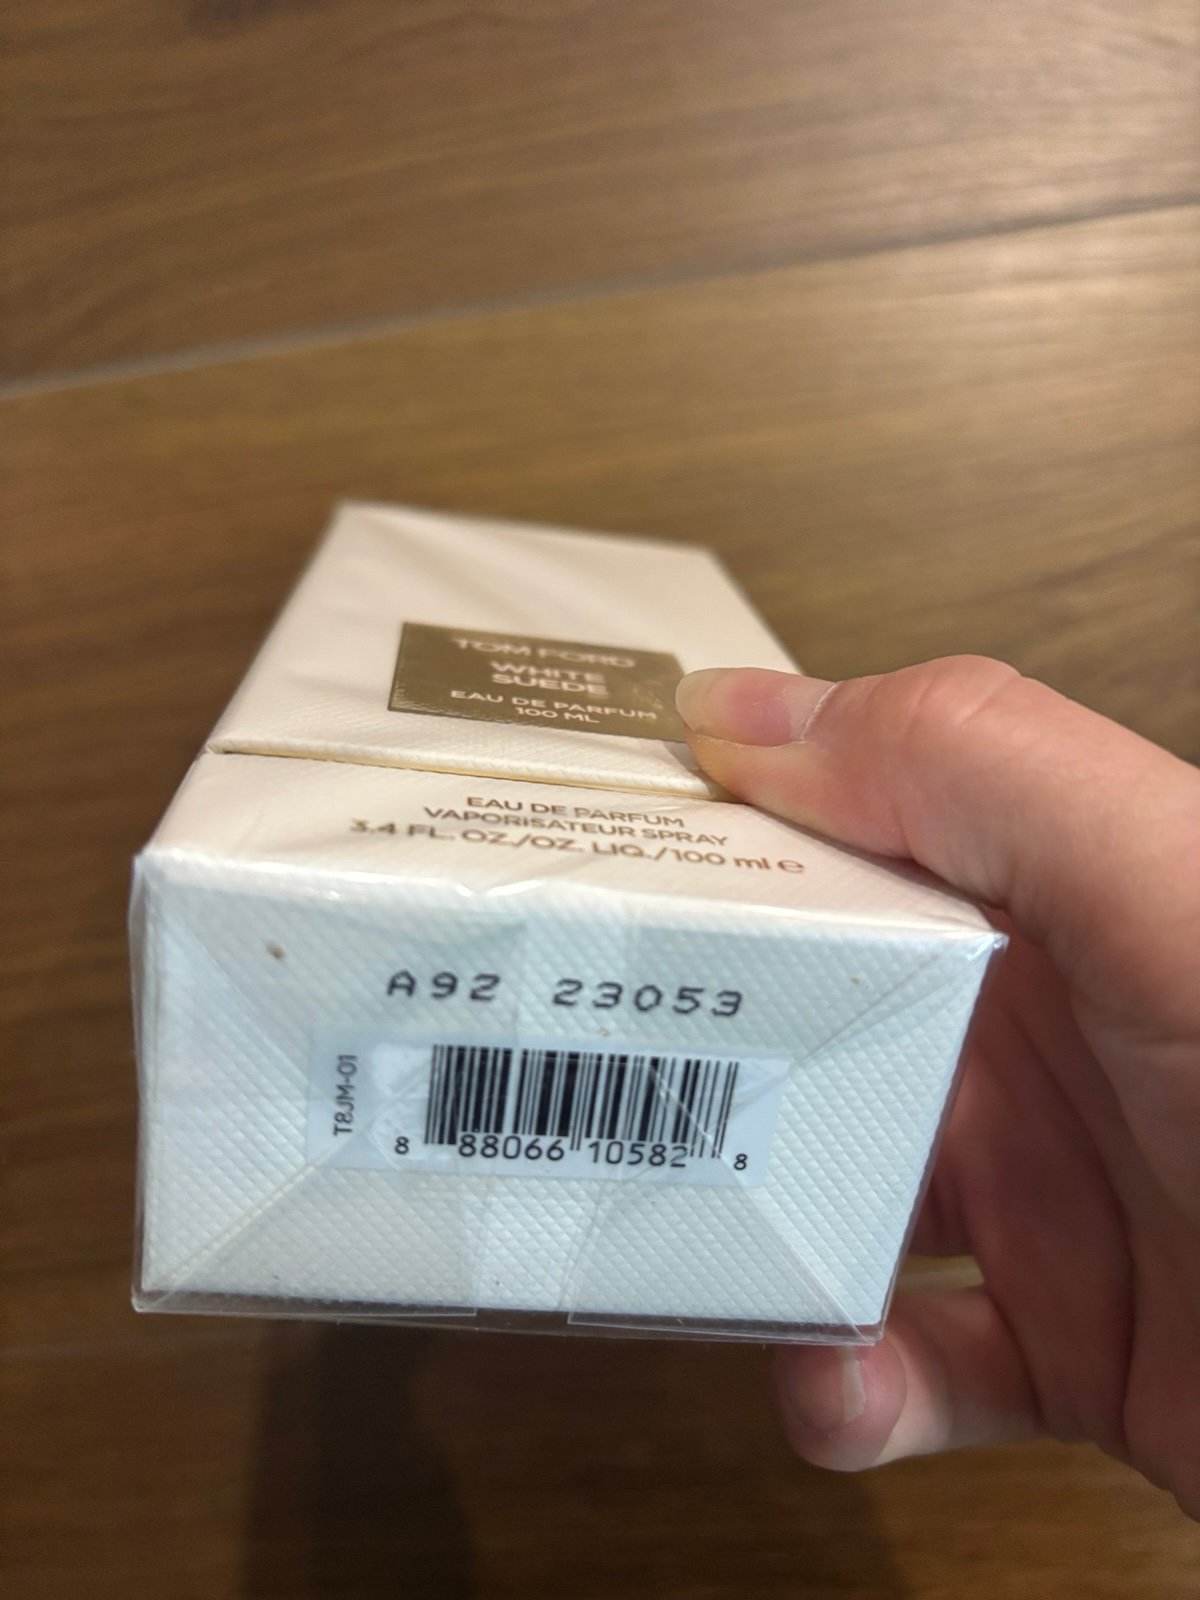 TOM FORD
WHITE
SUEDE
EAU DE PARFUM
100 ML
EAU DE PARFUM
VAPORISATEUR SPRAY
3.4 FL. OZ./OZ. LIQ./100 ml ℮
A92 23053
T8JM-01
8 88066 10582 8